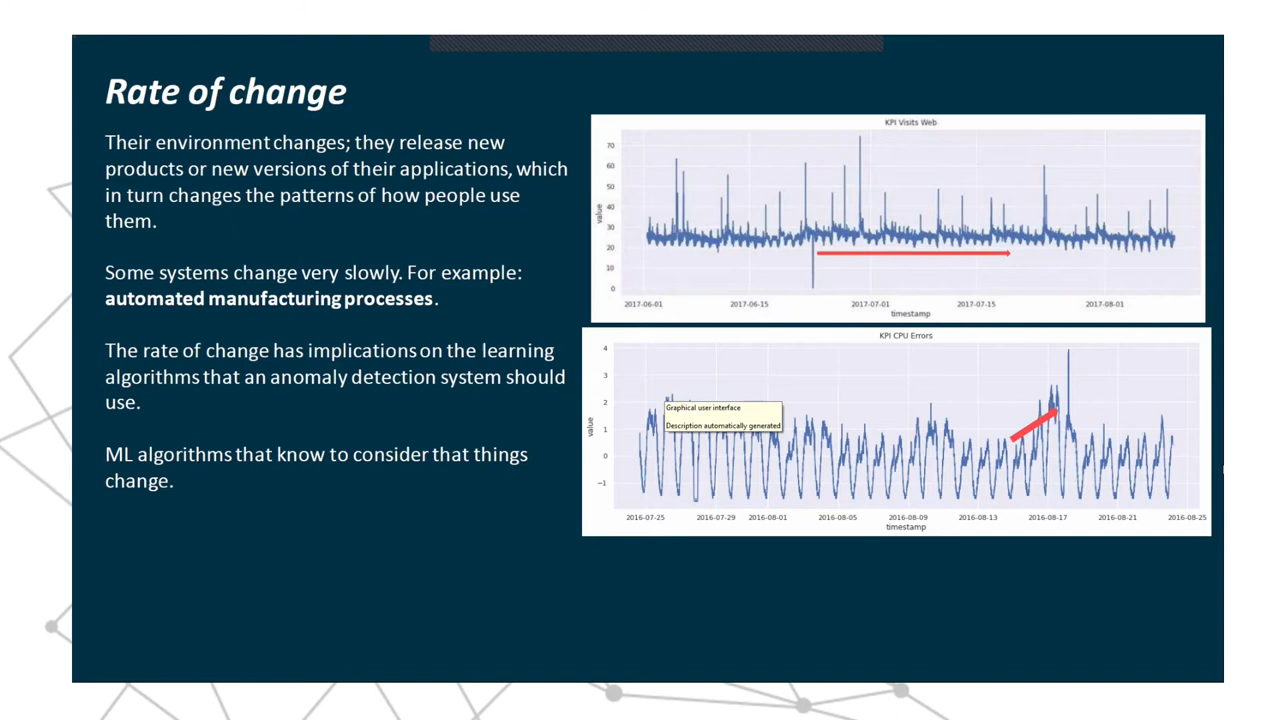 Rate of change
Their environment changes; they release new
products or new versions of their applications, which
in turn changes the patterns of how people use
them.
Some systems change very slowly. For example:
automated manufacturing processes.
The rate of change has implications on the learning
algorithms that an anomaly detection system should
use.
ML algorithms that know to consider that things
change.
KPI Visits Web
70
60
50
40
30
20
10
0
value
2017-06-01 2017-06-15 2017-07-01 2017-07-15 2017-08-01
timestamp
KPI CPU Errors
4
3
2
1
0
−1
value
Graphical user interface
Description automatically generated
2016-07-25 2016-07-29 2016-08-01 2016-08-05 2016-08-09 2016-08-13 2016-08-17 2016-08-21 2016-08-25
timestamp